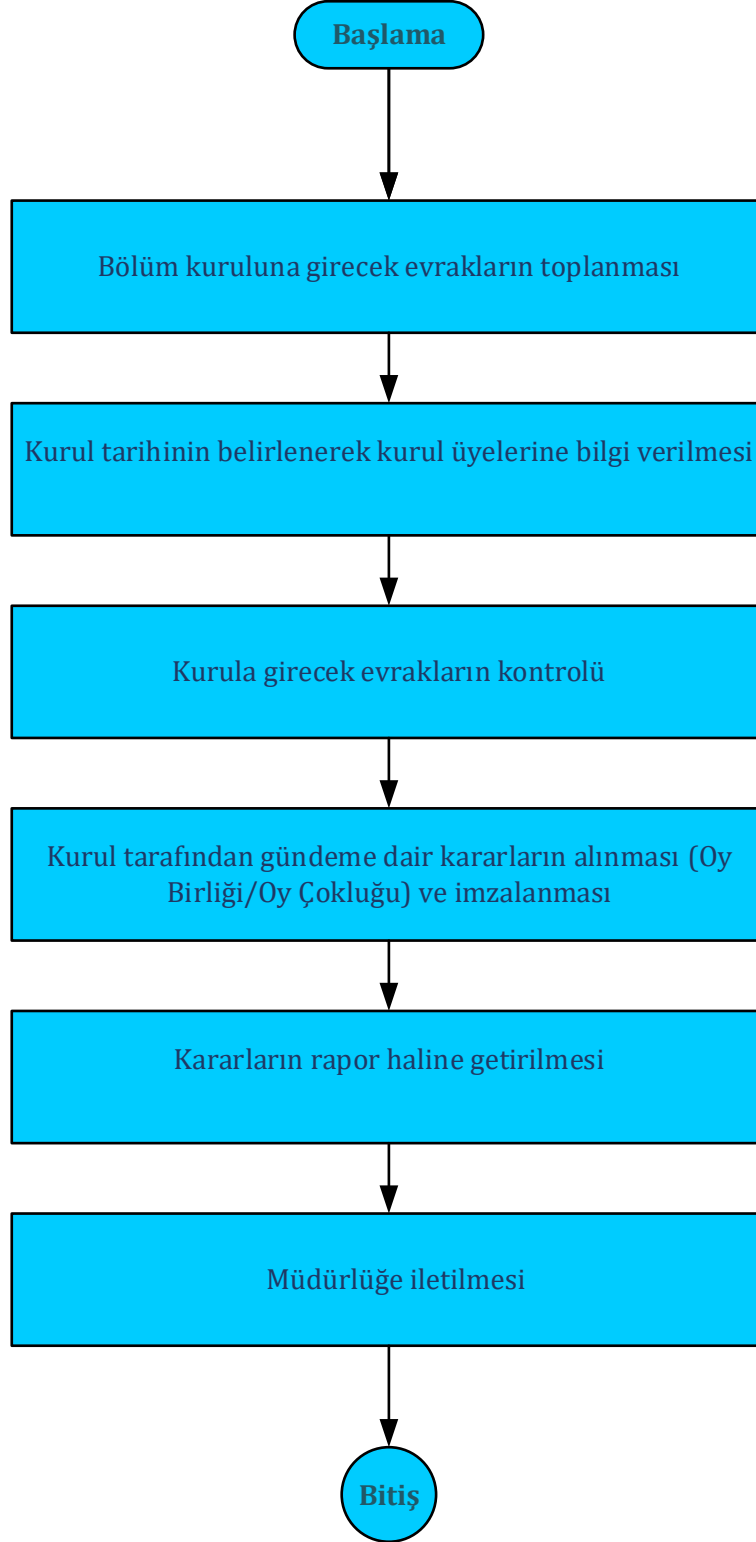 Başlama
Bölüm kuruluna girecek evrakların toplanması
Kurul tarihinin belirlenerek kurul üyelerine bilgi verilmesi
Kurula girecek evrakların kontrolü
Kurul tarafından gündeme dair kararların alınması (Oy
Birliği/Oy Çokluğu) ve imzalanması
Kararların rapor haline getirilmesi
Müdürlüğe iletilmesi
Bitiş